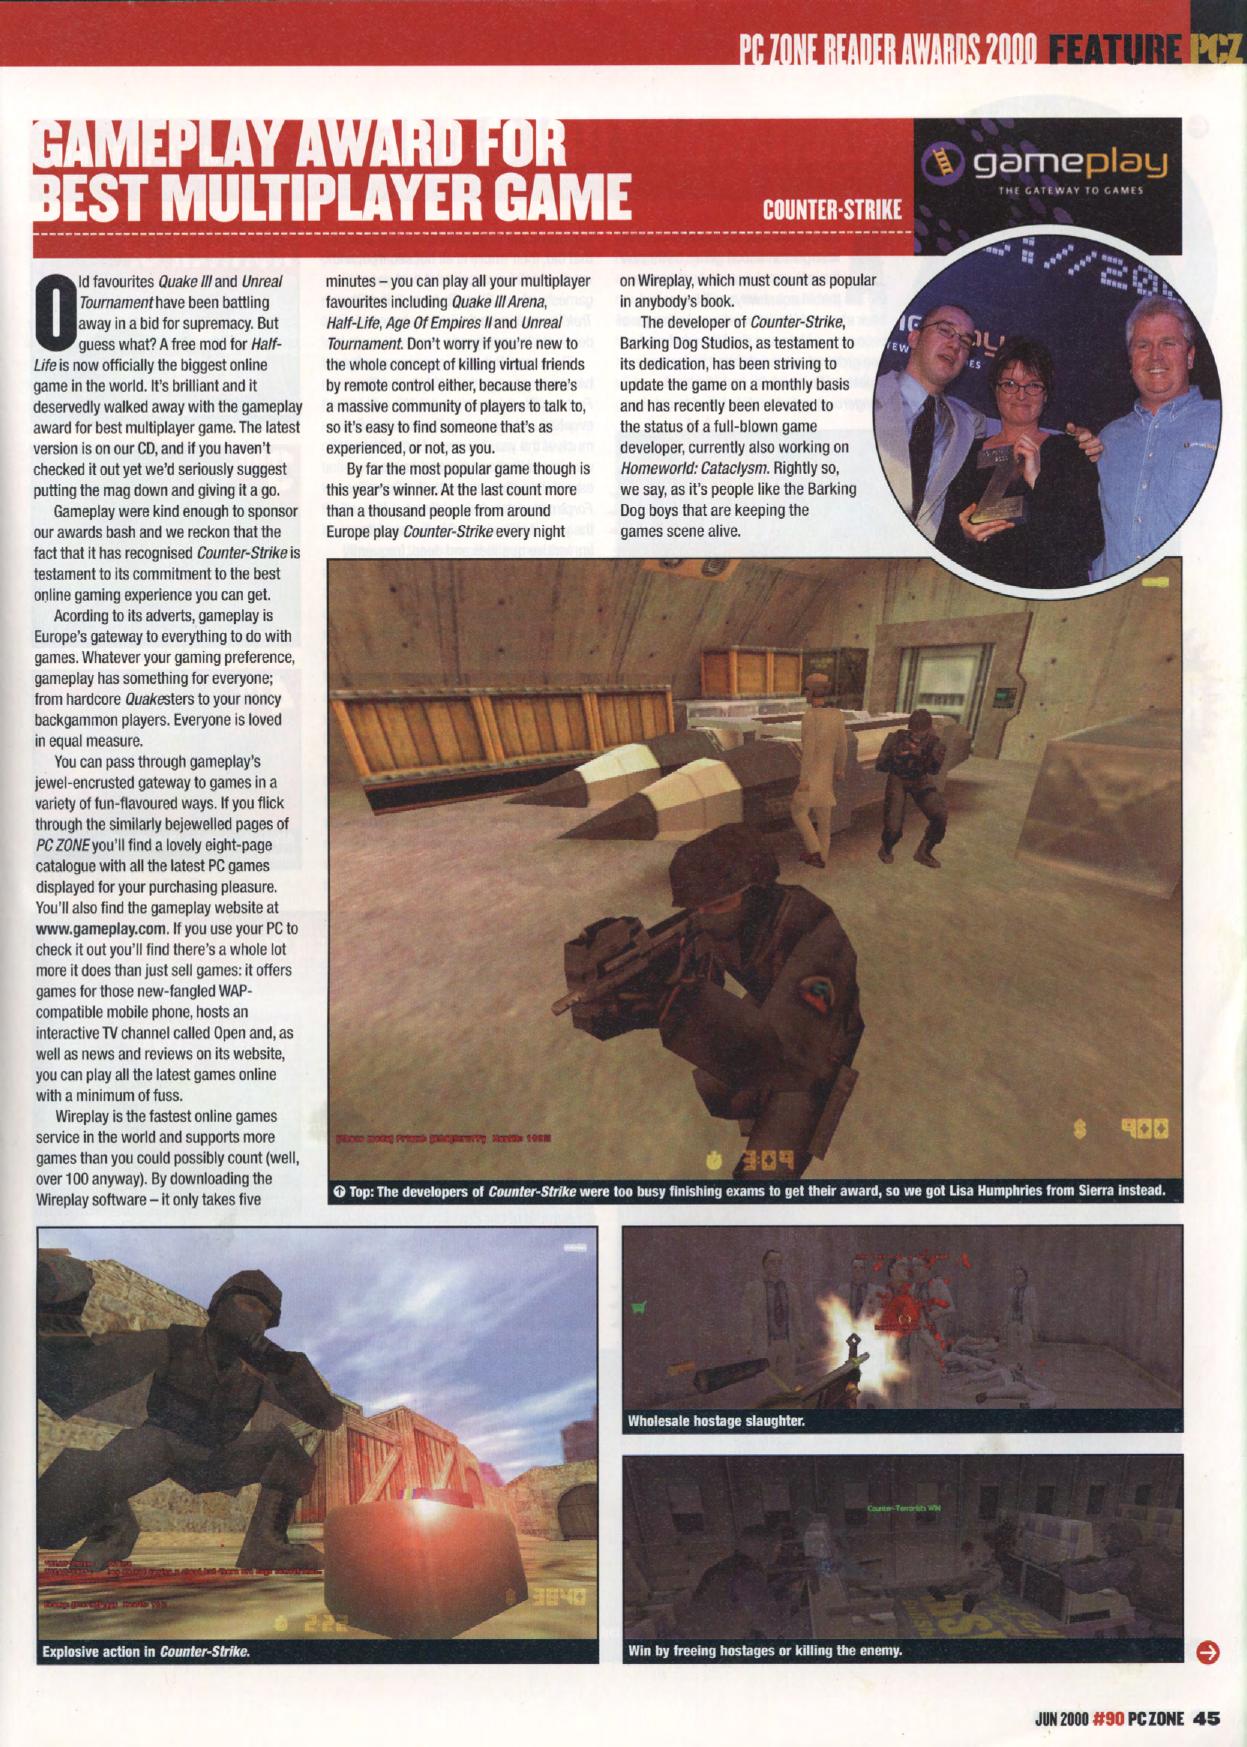 PC ZONE READER AWARDS 2000 FEATURE PCZ
GAMEPLAY AWARD FOR
BEST MULTIPLAYER GAME
COUNTER-STRIKE
gameplay
THE GATEWAY TO GAMES
Old favourites Quake III and Unreal
Tournament have been battling
away in a bid for supremacy. But
guess what? A free mod for Half-
Life is now officially the biggest online
game in the world. It's brilliant and it
deservedly walked away with the gameplay
award for best multiplayer game. The latest
version is on our CD, and if you haven't
checked it out yet we'd seriously suggest
putting the mag down and giving it a go.
Gameplay were kind enough to sponsor
our awards bash and we reckon that the
fact that it has recognised Counter-Strike is
testament to its commitment to the best
online gaming experience you can get.
Acording to its adverts, gameplay is
Europe's gateway to everything to do with
games. Whatever your gaming preference,
gameplay has something for everyone;
from hardcore Quakesters to your noncy
backgammon players. Everyone is loved
in equal measure.
You can pass through gameplay's
jewel-encrusted gateway to games in a
variety of fun-flavoured ways. If you flick
through the similarly bejewelled pages of
PC ZONE you'll find a lovely eight-page
catalogue with all the latest PC games
displayed for your purchasing pleasure.
You'll also find the gameplay website at
www.gameplay.com. If you use your PC to
check it out you'll find there's a whole lot
more it does than just sell games: it offers
games for those new-fangled WAP-
compatible mobile phone, hosts an
interactive TV channel called Open and, as
well as news and reviews on its website,
you can play all the latest games online
with a minimum of fuss.
Wireplay is the fastest online games
service in the world and supports more
games than you could possibly count (well,
over 100 anyway). By downloading the
Wireplay software – it only takes five
minutes – you can play all your multiplayer
favourites including Quake III Arena,
Half-Life, Age Of Empires II and Unreal
Tournament. Don't worry if you're new to
the whole concept of killing virtual friends
by remote control either, because there's
a massive community of players to talk to,
so it's easy to find someone that's as
experienced, or not, as you.
By far the most popular game though is
this year's winner. At the last count more
than a thousand people from around
Europe play Counter-Strike every night
on Wireplay, which must count as popular
in anybody's book.
The developer of Counter-Strike,
Barking Dog Studios, as testament to
its dedication, has been striving to
update the game on a monthly basis
and has recently been elevated to
the status of a full-blown game
developer, currently also working on
Homeworld: Cataclysm. Rightly so,
we say, as it's people like the Barking
Dog boys that are keeping the
games scene alive.
$ 900
3:09
Top: The developers of Counter-Strike were too busy finishing exams to get their award, so we got Lisa Humphries from Sierra instead.
$ 3840
2:22
Explosive action in Counter-Strike.
Wholesale hostage slaughter.
Counter-Terrorists WIN
Win by freeing hostages or killing the enemy.
JUN 2000 #90 PC ZONE 45